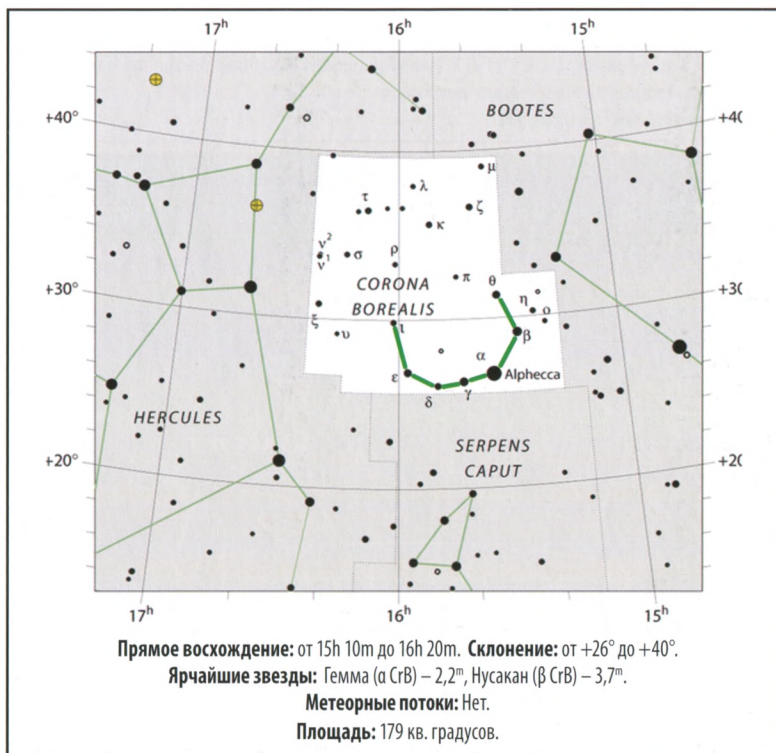 17h 16h 15h
+40° +40
BOOTES
μ
λ
τ ζ
κ
ν² σ ρ
ν¹
π θ
+30° CORONA η ο +30
BOREALIS
ξ υ ι β
α
ε Alphecca
γ
δ
HERCULES
SERPENS
+20° CAPUT +20
17h 16h 15h
Прямое восхождение: от 15h 10m до 16h 20m. Склонение: от +26° до +40°.
Ярчайшие звезды: Гемма (α CrB) – 2,2ᵐ, Нусакан (β CrB) – 3,7ᵐ.
Метеорные потоки: Нет.
Площадь: 179 кв. градусов.